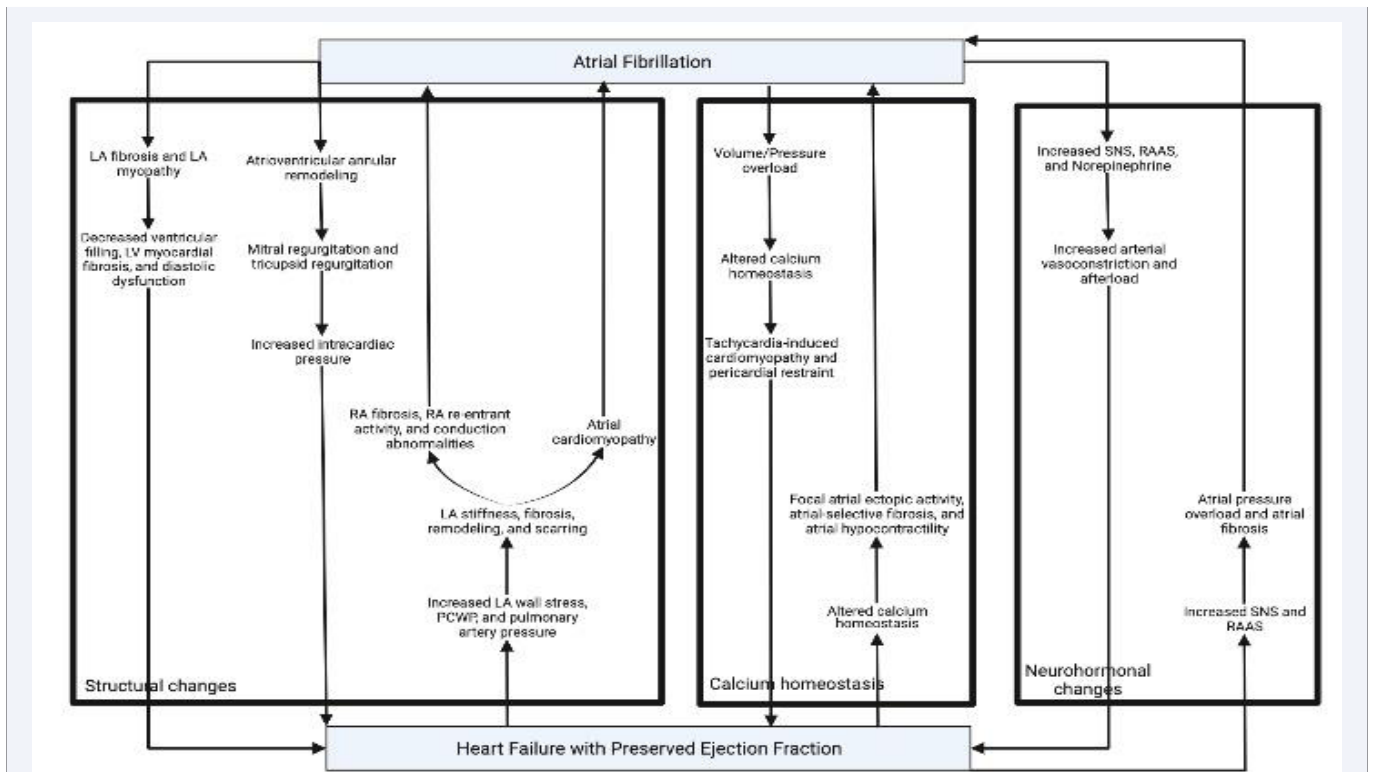 Atrial Fibrillation
LA fibrosis and LA
myopathy
Decreased ventricular
filling, LV myocardial
fibrosis, and diastolic
dysfunction
Atrioventricular annular
remodeling
Mitral regurgitation and
tricupsid regurgitation
Increased intracardiac
pressure
RA fibrosis, RA re-entrant
activity, and conduction
abnormalities
Atrial
cardiomyopathy
LA stiffness, fibrosis,
remodeling, and scarring
Increased LA wall stress,
PCWP, and pulmonary
artery pressure
Structural changes
Volume/Pressure
overload
Altered calcium
homeostasis
Tachycardia-induced
cardiomyopathy and
pericardial restraint
Focal atrial ectopic activity,
atrial-selective fibrosis, and
atrial hypocontractility
Altered calcium
homeostasis
Calcium homeostasis
Increased SNS, RAAS,
and Norepinephrine
Increased arterial
vasoconstriction and
afterload
Atrial pressure
overload and atrial
fibrosis
Increased SNS and
RAAS
Neurohormonal
changes
Heart Failure with Preserved Ejection Fraction